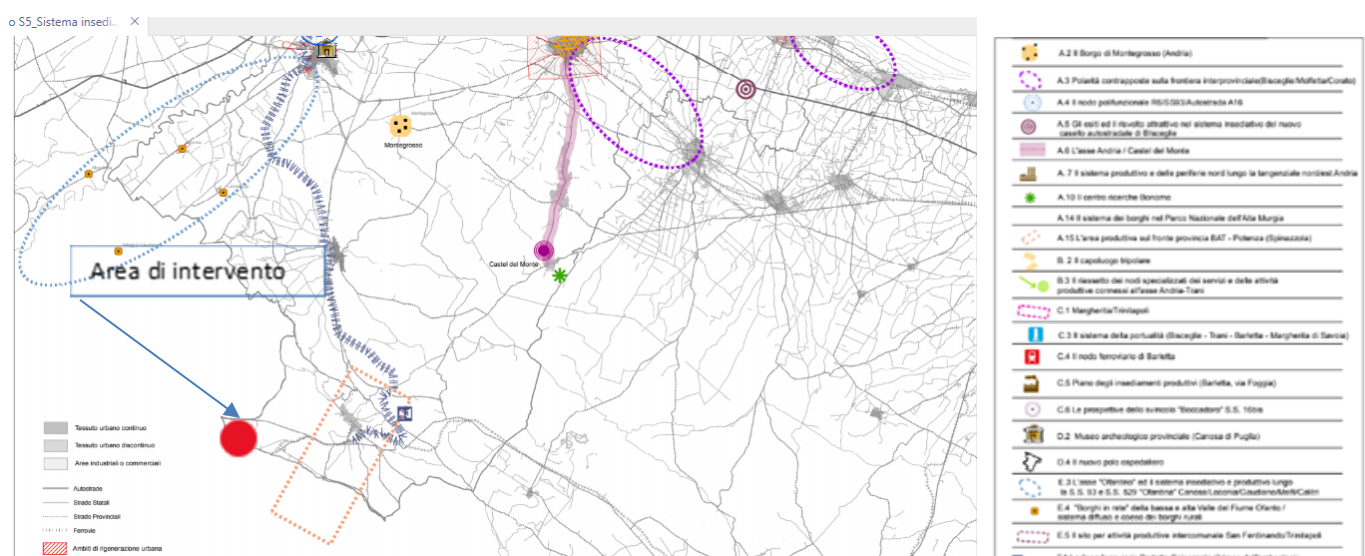 o S5_Sistema insedi..
Montegrosso
Montegrosso
Castel del Monte
Area di intervento
Tessuto urbano continuo
Tessuto urbano discontinuo
Aree industriali o commerciali
Autostrade
Strade Statali
Strade Provinciali
Ferrovie
Ambiti di rigenerazione urbana
A.2 Il Borgo di Montegrosso (Andria)
A.3 Polarità contrapposte sulla frontiera interprovinciale(Bisceglie/Molfetta/Corato)
A.4 Il nodo polifunzionale R6/SS93/Autostrada A16
A.5 Gli esiti ed il risvolto attrattivo nel sistema insediativo del nuovo
casello autostradale di Bisceglie
A.6 L'asse Andria / Castel del Monte
A. 7 Il sistema produttivo e delle periferie nord lungo la tangenziale nordiest Andria
A.10 Il centro ricerche Bonomo
A.14 Il sistema dei borghi nel Parco Nazionale dell'Alta Murgia
A.15 L'area produttiva sul fronte provincia BAT - Potenza (Spinazzola)
B. 2 Il capoluogo tripolare
B.3 Il riassetto dei nodi specializzati dei servizi e delle attività
produttive connessi all'asse Andria-Trani
C.1 Margherita/Trinitapoli
C.3 Il sistema della portualità (Bisceglie - Trani - Barletta - Margherita di Savoia)
C.4 Il nodo ferroviario di Barletta
C.5 Piano degli insediamenti produttivi (Barletta, via Foggia)
C.6 Le prospettive dello svincolo "Boccadoro" S.S. 16bis
D.2 Museo archeologico provinciale (Canosa di Puglia)
D.4 Il nuovo polo ospedaliero
E.3 L'asse "Ofantino" ed il sistema insediativo e produttivo lungo
la S.S. 93 e S.S. 529 "Ofantina" Canosa/Loconia/Gaudiano/Melfi/Calitri
E.4 "Borghi in rete" della bassa e alta Valle del Fiume Ofanto /
sistema diffuso e coeso dei borghi rurali
E.5 Il sito per attività produttive intercomunale San Ferdinando/Trinitapoli